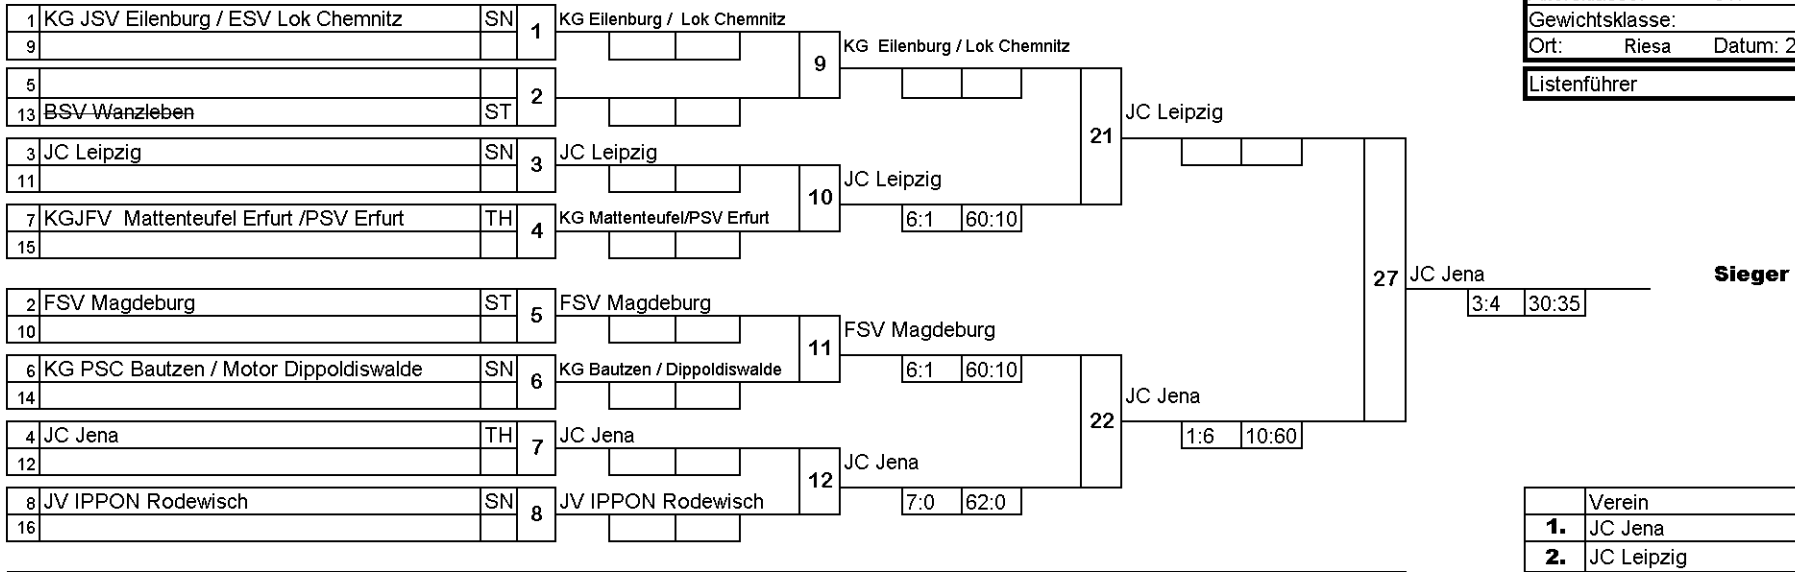 1 KG JSV Eilenburg / ESV Lok Chemnitz SN 1 KG Eilenburg / Lok Chemnitz
Gewichtsklasse:
9 KG Eilenburg / Lok Chemnitz
Ort: Riesa Datum: 2
9
5
Listenführer
2
13 BSV Wanzleben ST
JC Leipzig
21
3 JC Leipzig SN 3 JC Leipzig
11 JC Leipzig
10
7 KGJFV Mattenteufel Erfurt /PSV Erfurt TH 4 KG Mattenteufel/PSV Erfurt 6:1 60:10
15
27 JC Jena Sieger
2 FSV Magdeburg ST 5 FSV Magdeburg 3:4 30:35
10 FSV Magdeburg
11
6 KG PSC Bautzen / Motor Dippoldiswalde SN 6 KG Bautzen / Dippoldiswalde 6:1 60:10
14 JC Jena
22
4 JC Jena TH 7 JC Jena 1:6 10:60
12 JC Jena
12
8 JV IPPON Rodewisch SN 8 JV IPPON Rodewisch 7:0 62:0
Verein
16
1. JC Jena
2. JC Leipzig